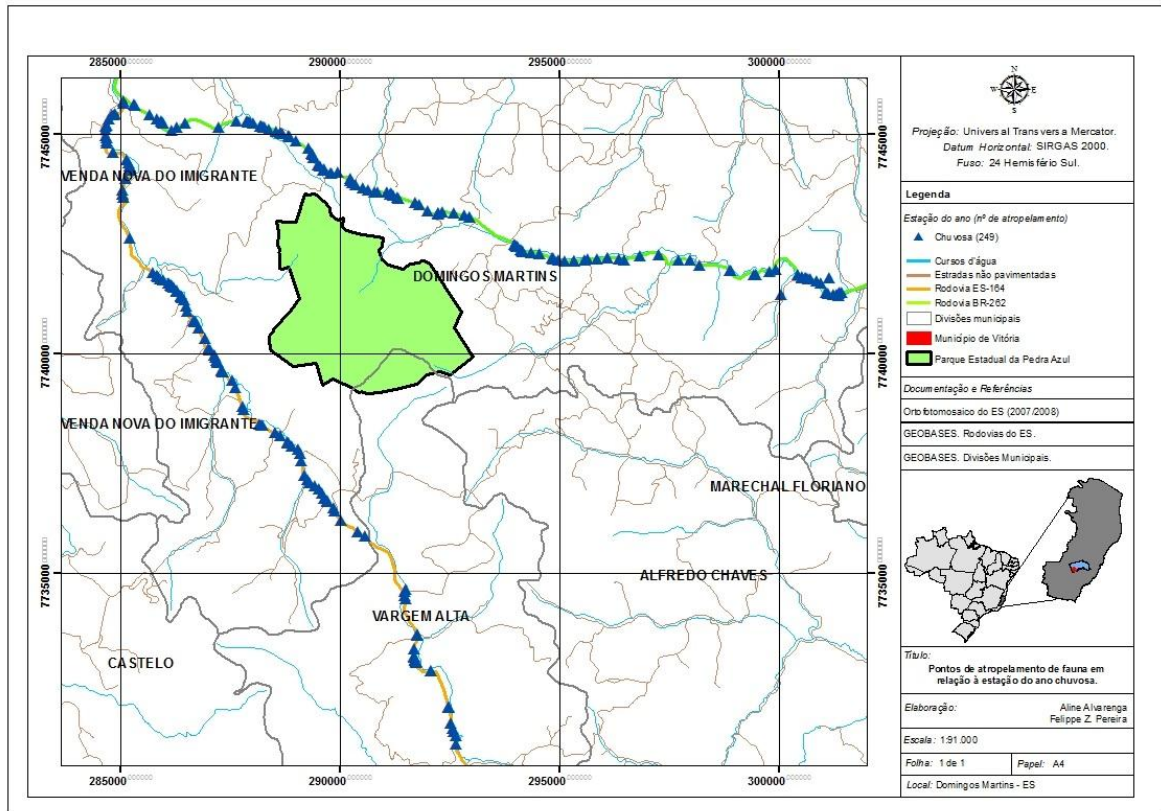 285000
290000
295000
300000
7745000
7740000
7735000
7745000
7740000
7735000
VENDA NOVA DO IMIGRANTE
DOMINGOS MARTINS
VENDA NOVA DO IMIGRANTE
MARECHAL FLORIANO
ALFREDO CHAVES
VARGEM ALTA
CASTELO
285000
290000
295000
300000
N
W
E
S
Projeção: Universal Transversa Mercator.
Datum Horizontal: SIRGAS 2000.
Fuso: 24 Hemisfério Sul.
Legenda
Estação do ano (nº de atropelamento)
Chuvosa (249)
Cursos d'água
Estradas não pavimentadas
Rodovia ES-164
Rodovia BR-262
Divisões municipais
Município de Vitória
Parque Estadual da Pedra Azul
Documentação e Referências
Ortofotomosaico do ES (2007/2008)
GEOBASES. Rodovias do ES.
GEOBASES. Divisões Municipais.
Título:
Pontos de atropelamento de fauna em
relação à estação do ano chuvosa.
Elaboração: Aline Alvarenga
Felippe Z. Pereira
Escala: 1:91.000
Folha: 1 de 1 Papel: A4
Local: Domingos Martins - ES